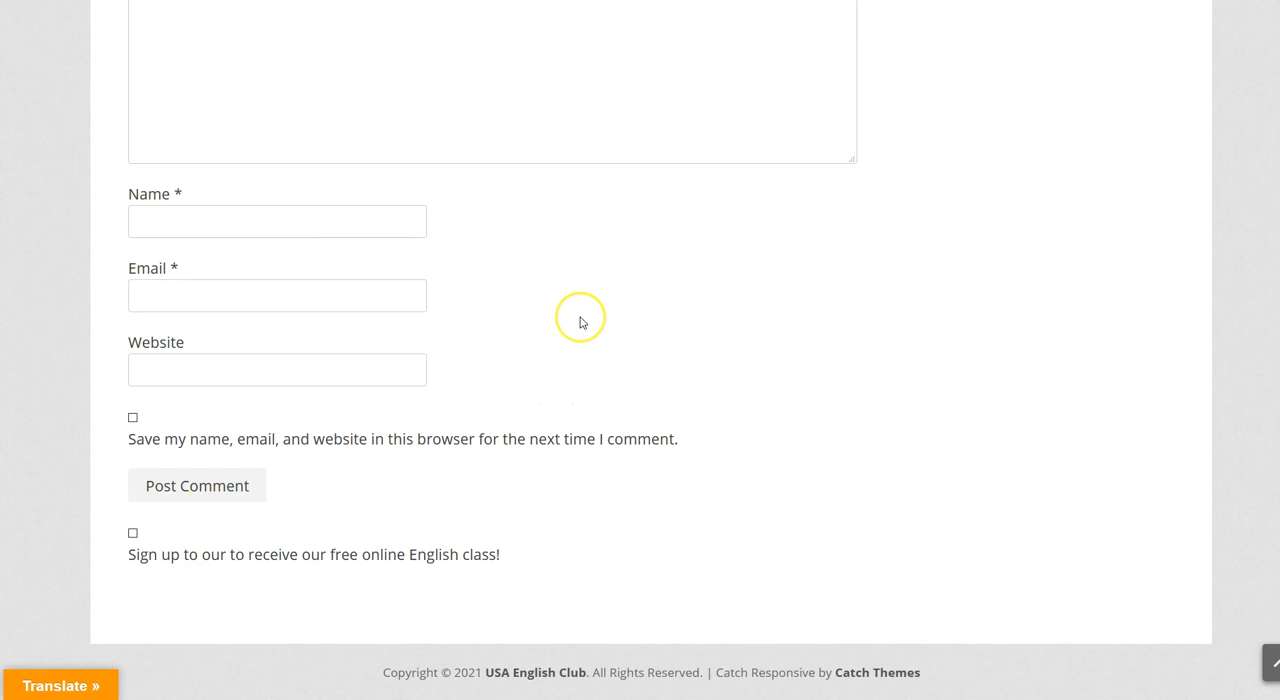 Name *
Email *
Website
Save my name, email, and website in this browser for the next time I comment.
Post Comment
Sign up to our to receive our free online English class!
Copyright © 2021 USA English Club. All Rights Reserved. | Catch Responsive by Catch Themes
Translate »